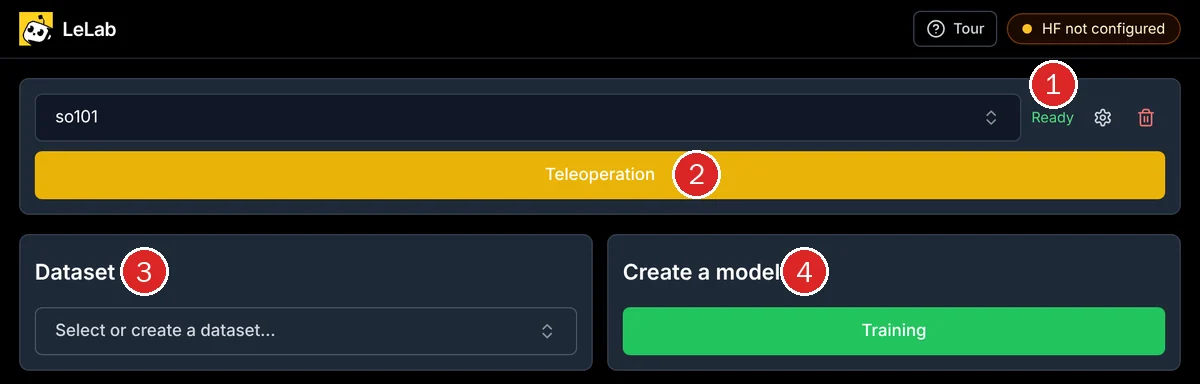 LeLab
Tour
HF not configured
1
so101
Ready
Teleoperation 2
Dataset 3
Create a model 4
Select or create a dataset...
Training